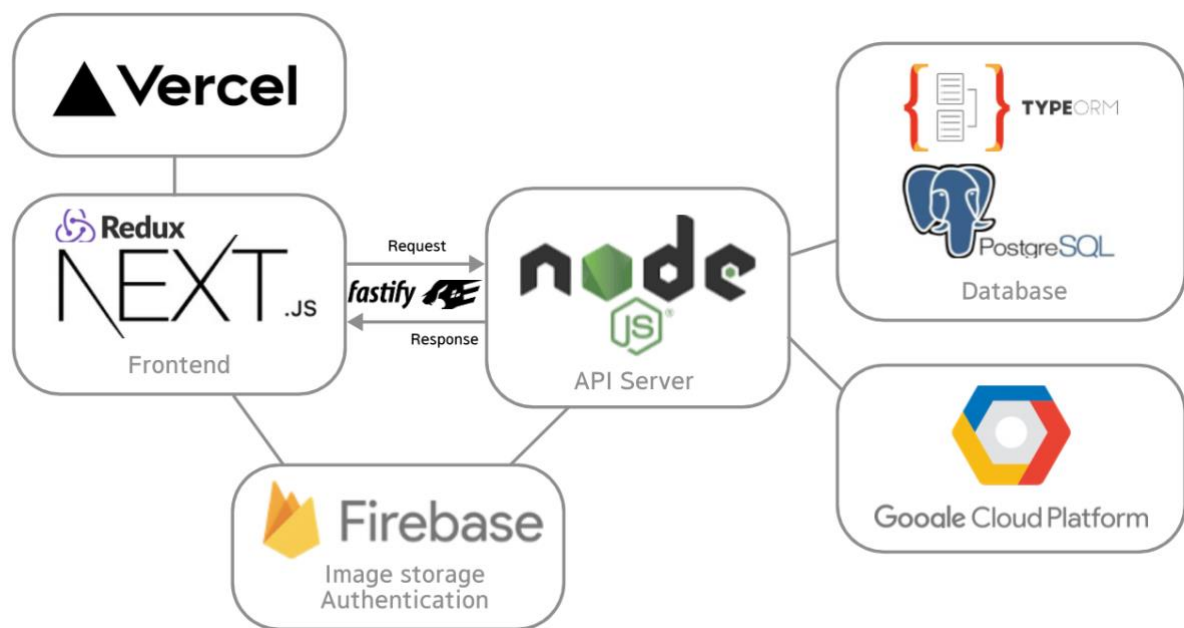 Vercel
Redux
NEXT.JS
Frontend
Request
fastify
Response
node
JS®
API Server
TYPEORM
PostgreSQL
Database
Google Cloud Platform
Firebase
Image storage
Authentication